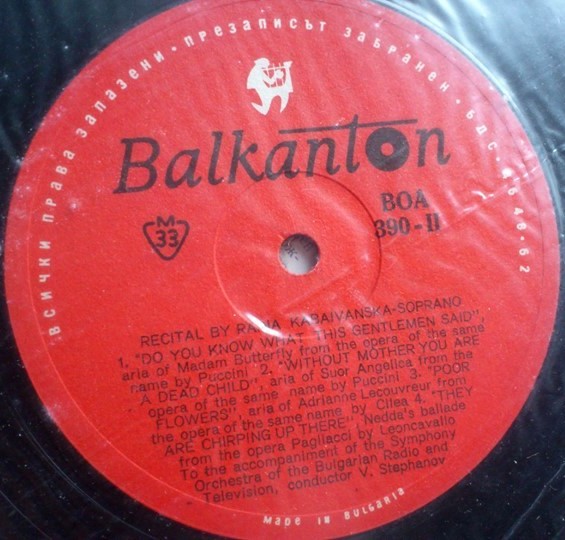 ВСИЧКИ ПРАВА ЗАПАЗЕНИ • ПРЕЗАПИСЪТ ЗАБРАНЕН • БДС
Balkanton
M
33
BOA
390-II
RECITAL BY RAINA KABAIVANSKA-SOPRANO
1. "DO YOU KNOW WHAT THIS GENTLEMEN SAID",
aria of Madam Butterfly from the opera of the same
name by Puccini 2. "WITHOUT MOTHER YOU ARE
A DEAD CHILD", aria of Suor Angelica from the
opera of the same name by Puccini 3. "POOR
FLOWERS", aria of Adrianne Lecouvreur from
the opera of the same name by Cilea 4. "THEY
ARE CHIRPING UP THERE", Nedda's ballade
from the opera Pagliacci by Leoncavallo
To the accompaniment of the Symphony
Orchestra of the Bulgarian Radio and
Television, conductor V. Stephanov
MADE IN BULGARIA